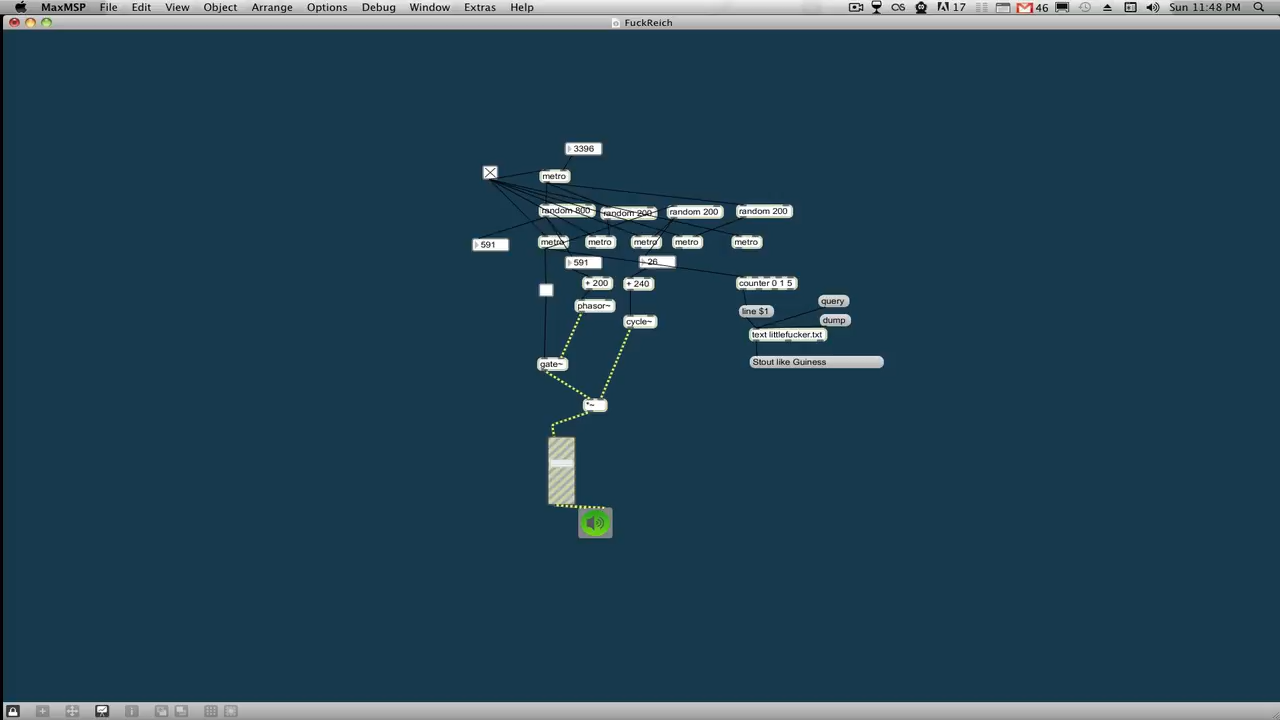 MaxMSP File Edit View Object Arrange Options Debug Window Extras Help 17 46 Sun 11:48 PM
FuckReich
3396
metro
random 800 random 200 random 200 random 200
591 metro metro metro metro metro
591 26
+ 200 + 240 counter 0 1 5
query
phasor~ line $1
cycle~ dump
text littlefucker.txt
gate~ Stout like Guiness
*~